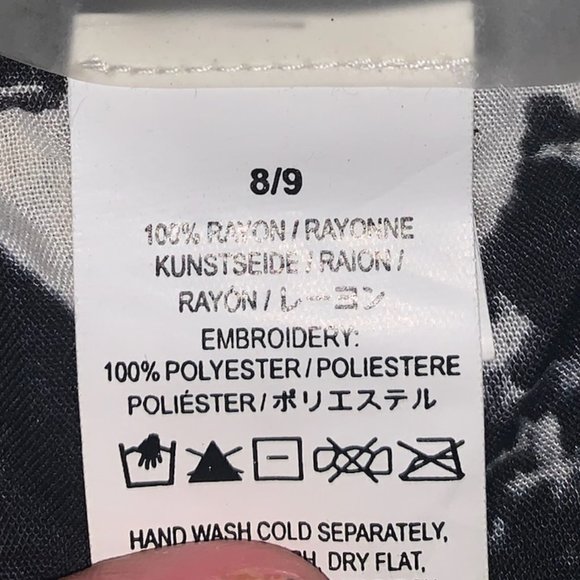 8/9
100% RAYON / RAYONNE
KUNSTSEIDE / RAION /
RAYÓN / レーヨン
EMBROIDERY:
100% POLYESTER / POLIESTERE
POLIÉSTER / ポリエステル
HAND WASH COLD SEPARATELY,
DRY FLAT,